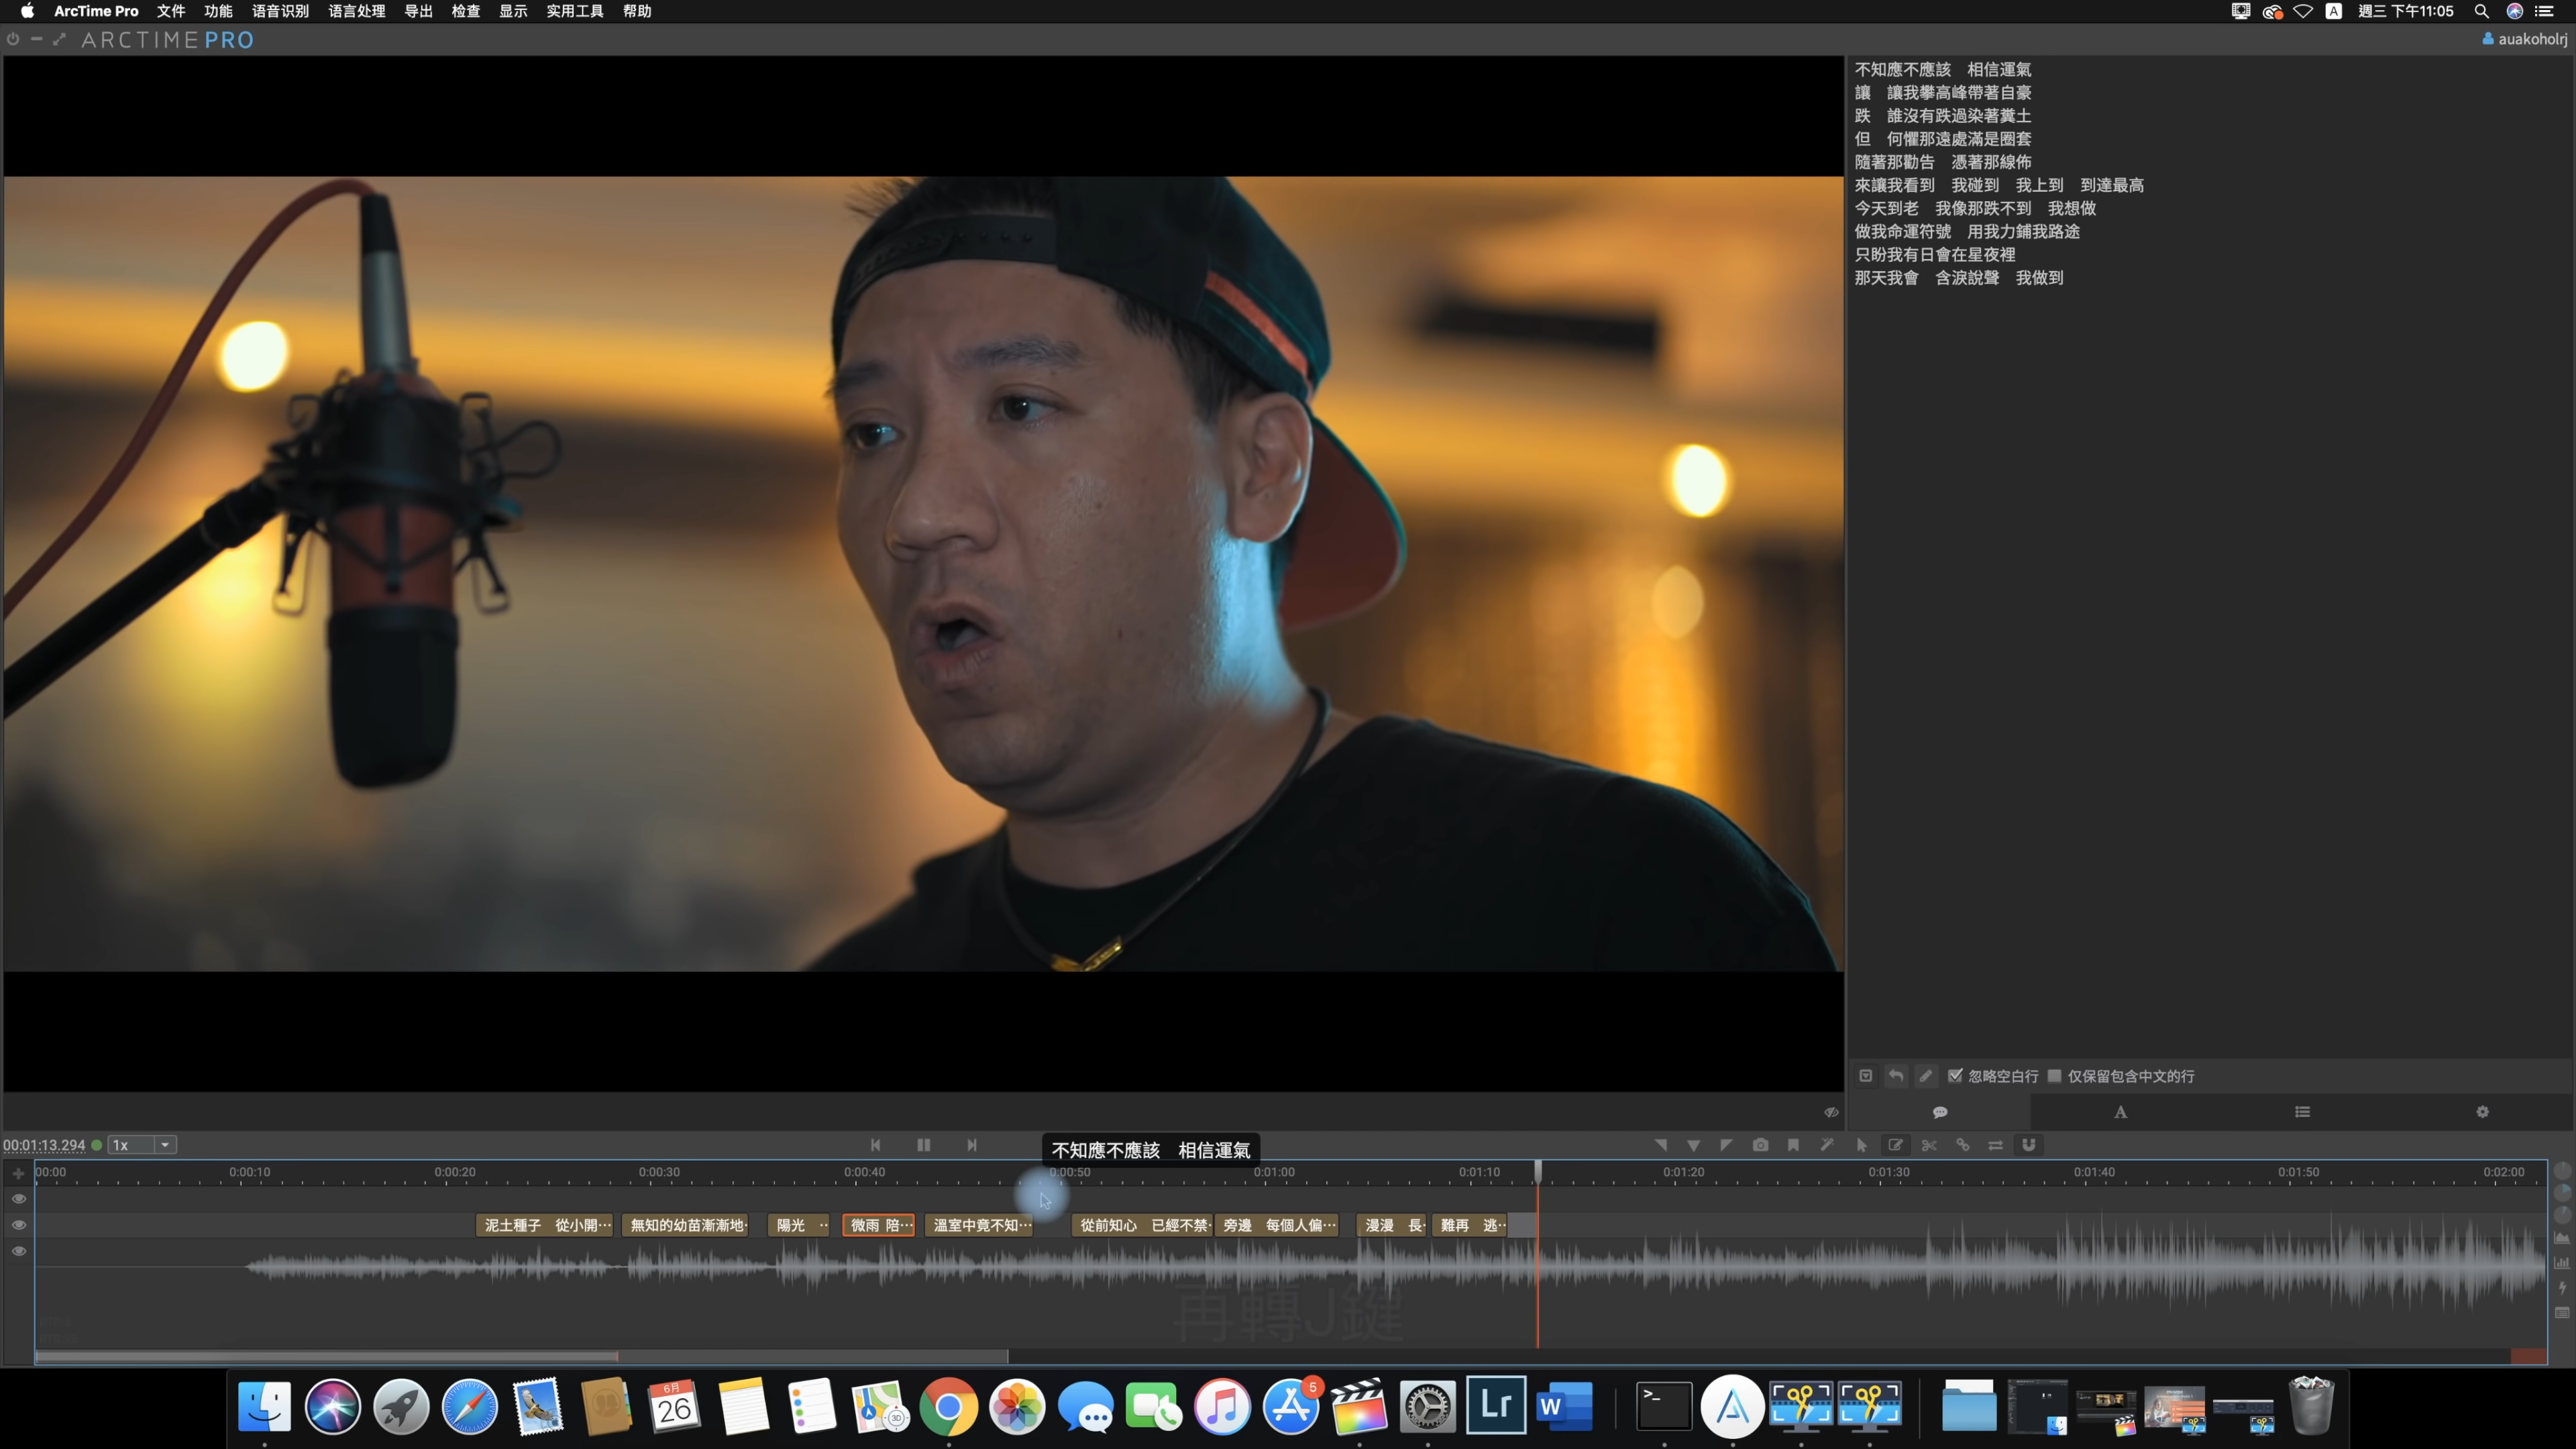 ArcTime Pro 文件 功能 语音识别 语言处理 导出 检查 显示 实用工具 帮助
A 週三 下午11:05
ARCTIMEPRO
auakoholrj
不知應不應該　相信運氣
讓　讓我攀高峰帶著自豪
跌　誰沒有跌過染著糞土
但　何懼那遠處滿是圈套
隨著那勸告　憑著那線佈
來讓我看到　我碰到　我上到　到達最高
今天到老　我像那跌不到　我想做
做我命運符號　用我力鋪我路途
只盼我有日會在星夜裡
那天我會　含淚說聲　我做到
忽略空白行 仅保留包含中文的行
A
00:01:13.294 1x
不知應不應該　相信運氣
00:00 0:00:10 0:00:20 0:00:30 0:00:40 0:00:50 0:01:00 0:01:10 0:01:20 0:01:30 0:01:40 0:01:50 0:02:00
泥土種子　從小開··· 無知的幼苗漸漸地· 陽光 ·· 微雨 陪··· 溫室中竟不知··· 從前知心　已經不禁· 旁邊　每個人偏··· 漫漫　長· 難再　逃··
再轉J鍵
6月
26
3D
5
Lr
W
>_